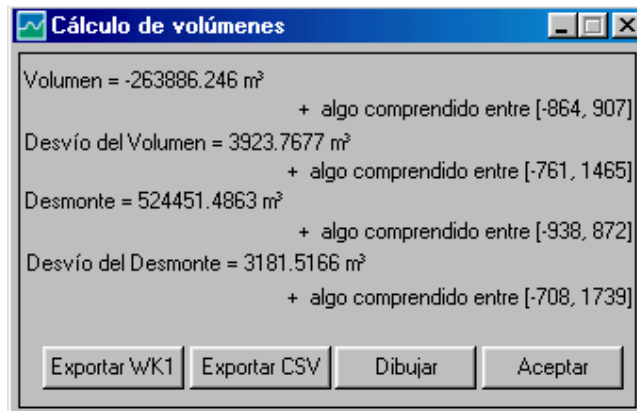 Cálculo de volúmenes
Volumen = -263886.246 m³
+ algo comprendido entre [-864, 907]
Desvío del Volumen = 3923.7677 m³
+ algo comprendido entre [-761, 1465]
Desmonte = 524451.4863 m³
+ algo comprendido entre [-938, 872]
Desvío del Desmonte = 3181.5166 m³
+ algo comprendido entre [-708, 1739]
Exportar WK1 Exportar CSV Dibujar Aceptar